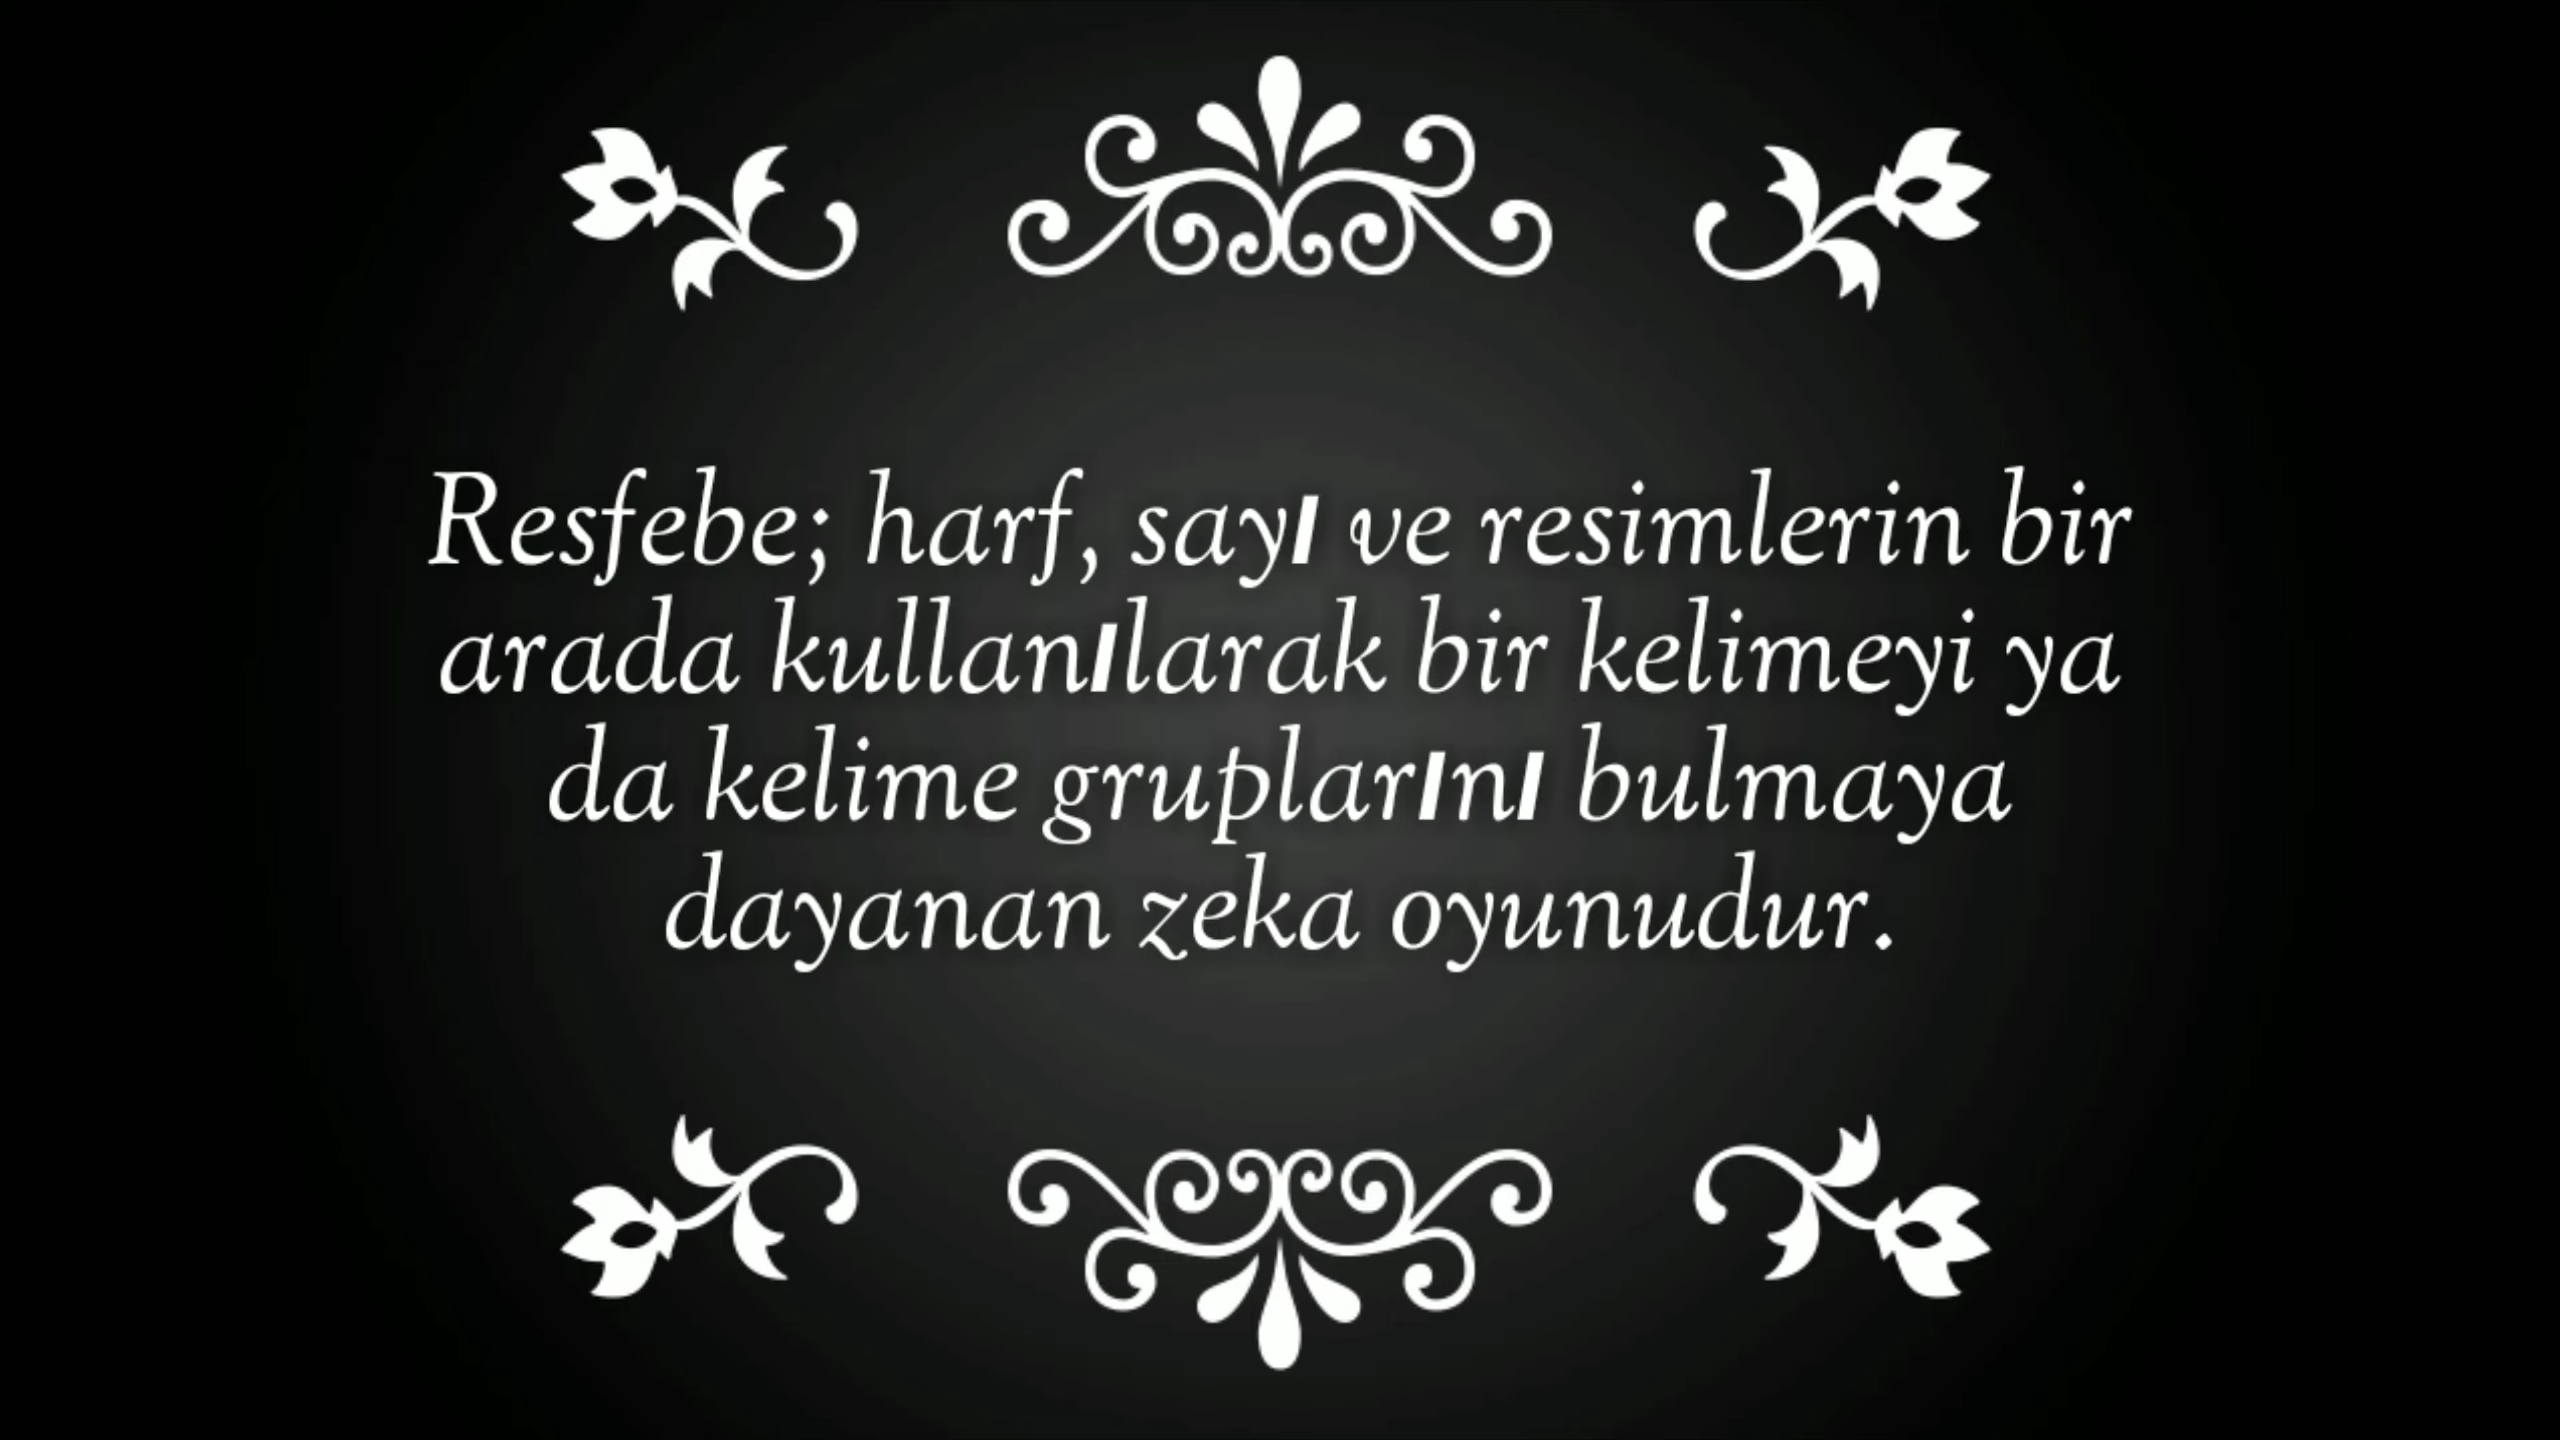 Resfebe; harf, sayı ve resimlerin bir
arada kullanılarak bir kelimeyi ya
da kelime gruplarını bulmaya
dayanan zeka oyunudur.